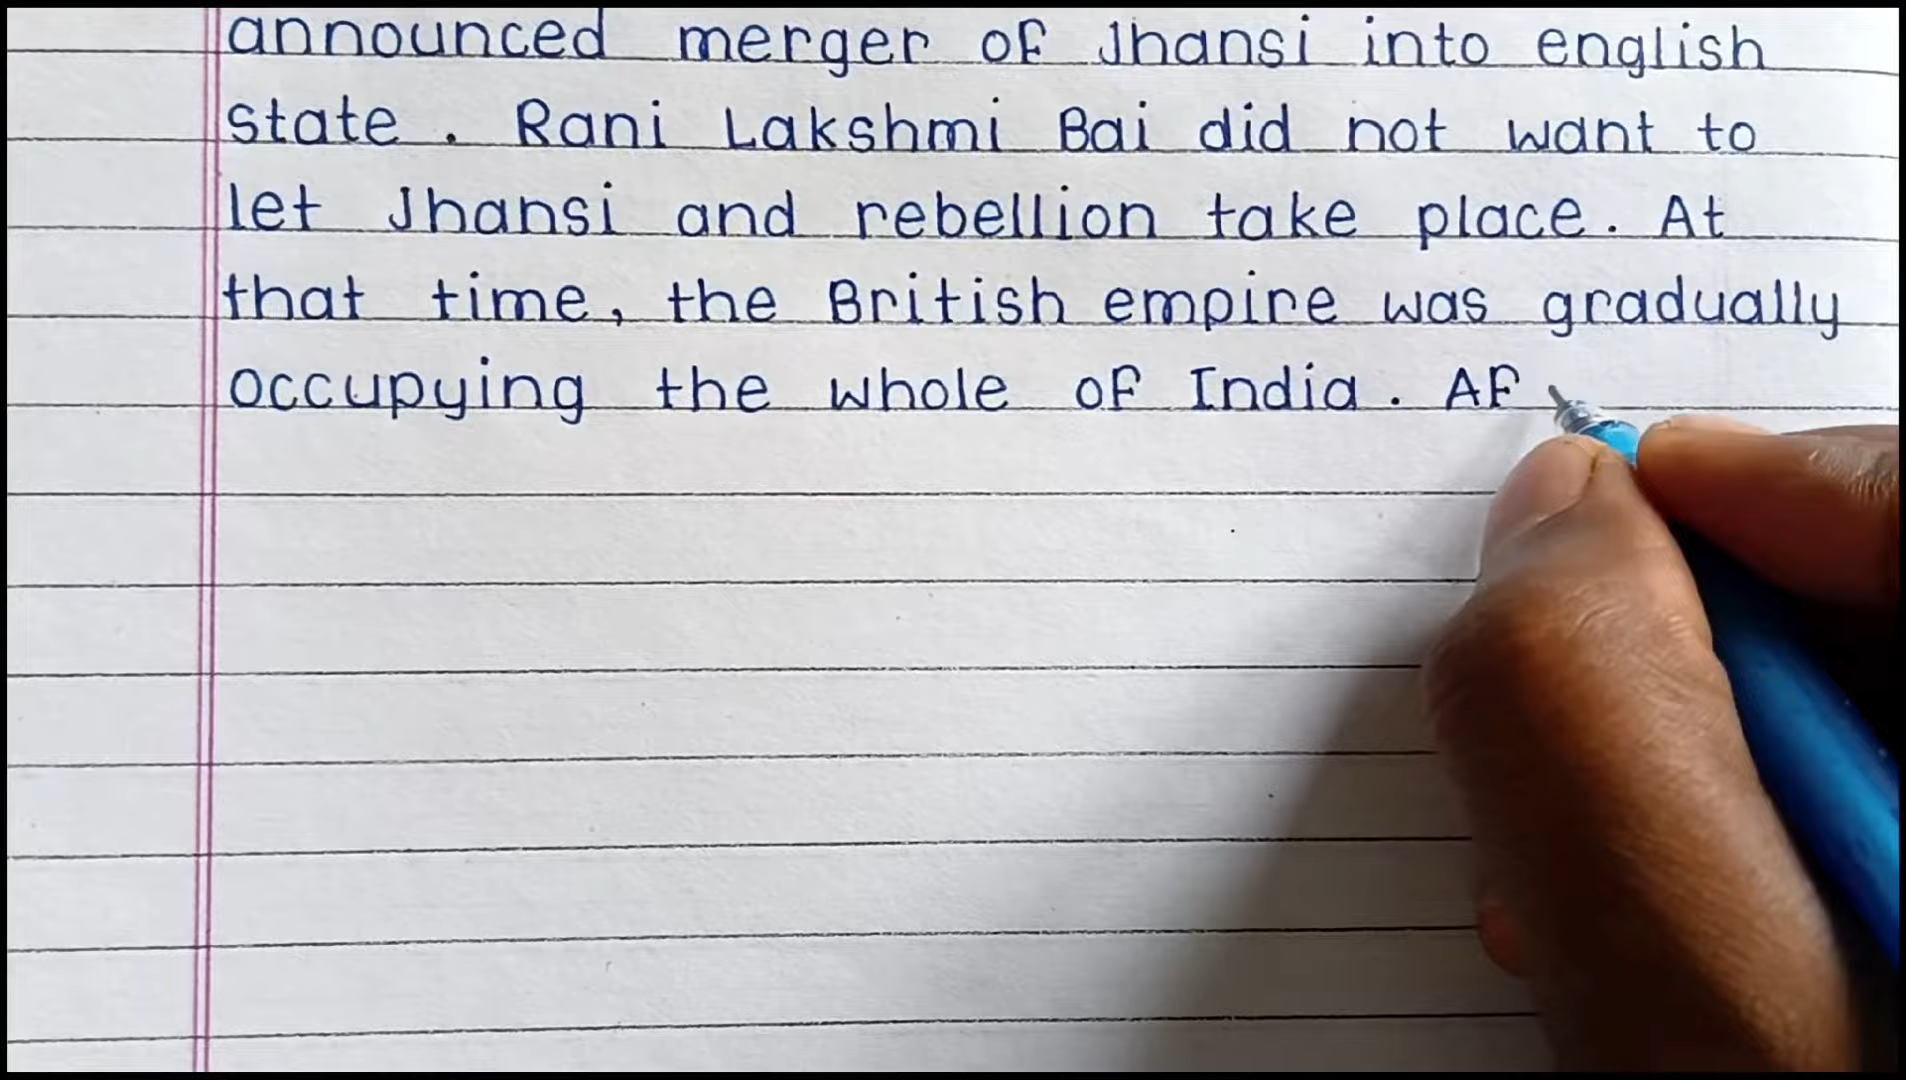 announced merger of Jhansi into english
state. Rani Lakshmi Bai did not want to
let Jhansi and rebellion take place. At
that time, the British empire was gradually
occupying the whole of India. Af